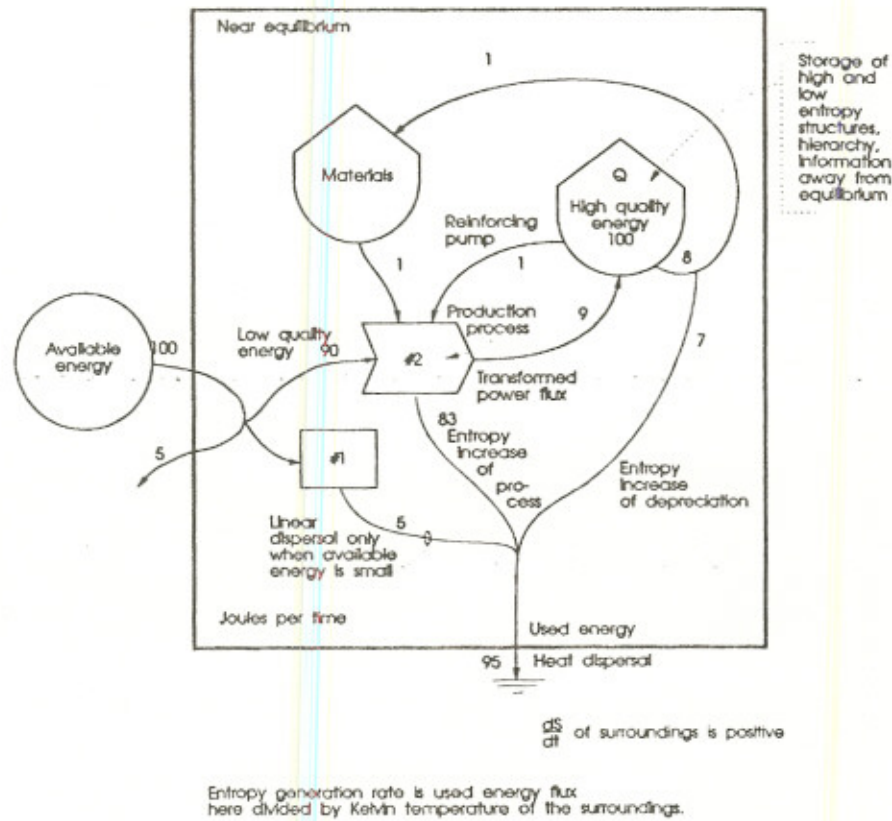 Near equilibrium
1
Storage of
high and
low
entropy
structures,
hierarchy,
information
away from
equilibrium
Materials
Q
High quality
energy
100
Reinforcing
pump
8
1
1
Production
process
9
7
Available
energy
100
Low quality
energy 90
#2
Transformed
power flux
5
#1
83
Entropy
increase
of
pro-
cess
Entropy
increase
of depreciation
5
Linear
dispersal only
when available
energy is small
Joules per time
Used energy
95 Heat dispersal
dS
dt of surroundings is positive
Entropy generation rate is used energy flux
here divided by Kelvin temperature of the surroundings.